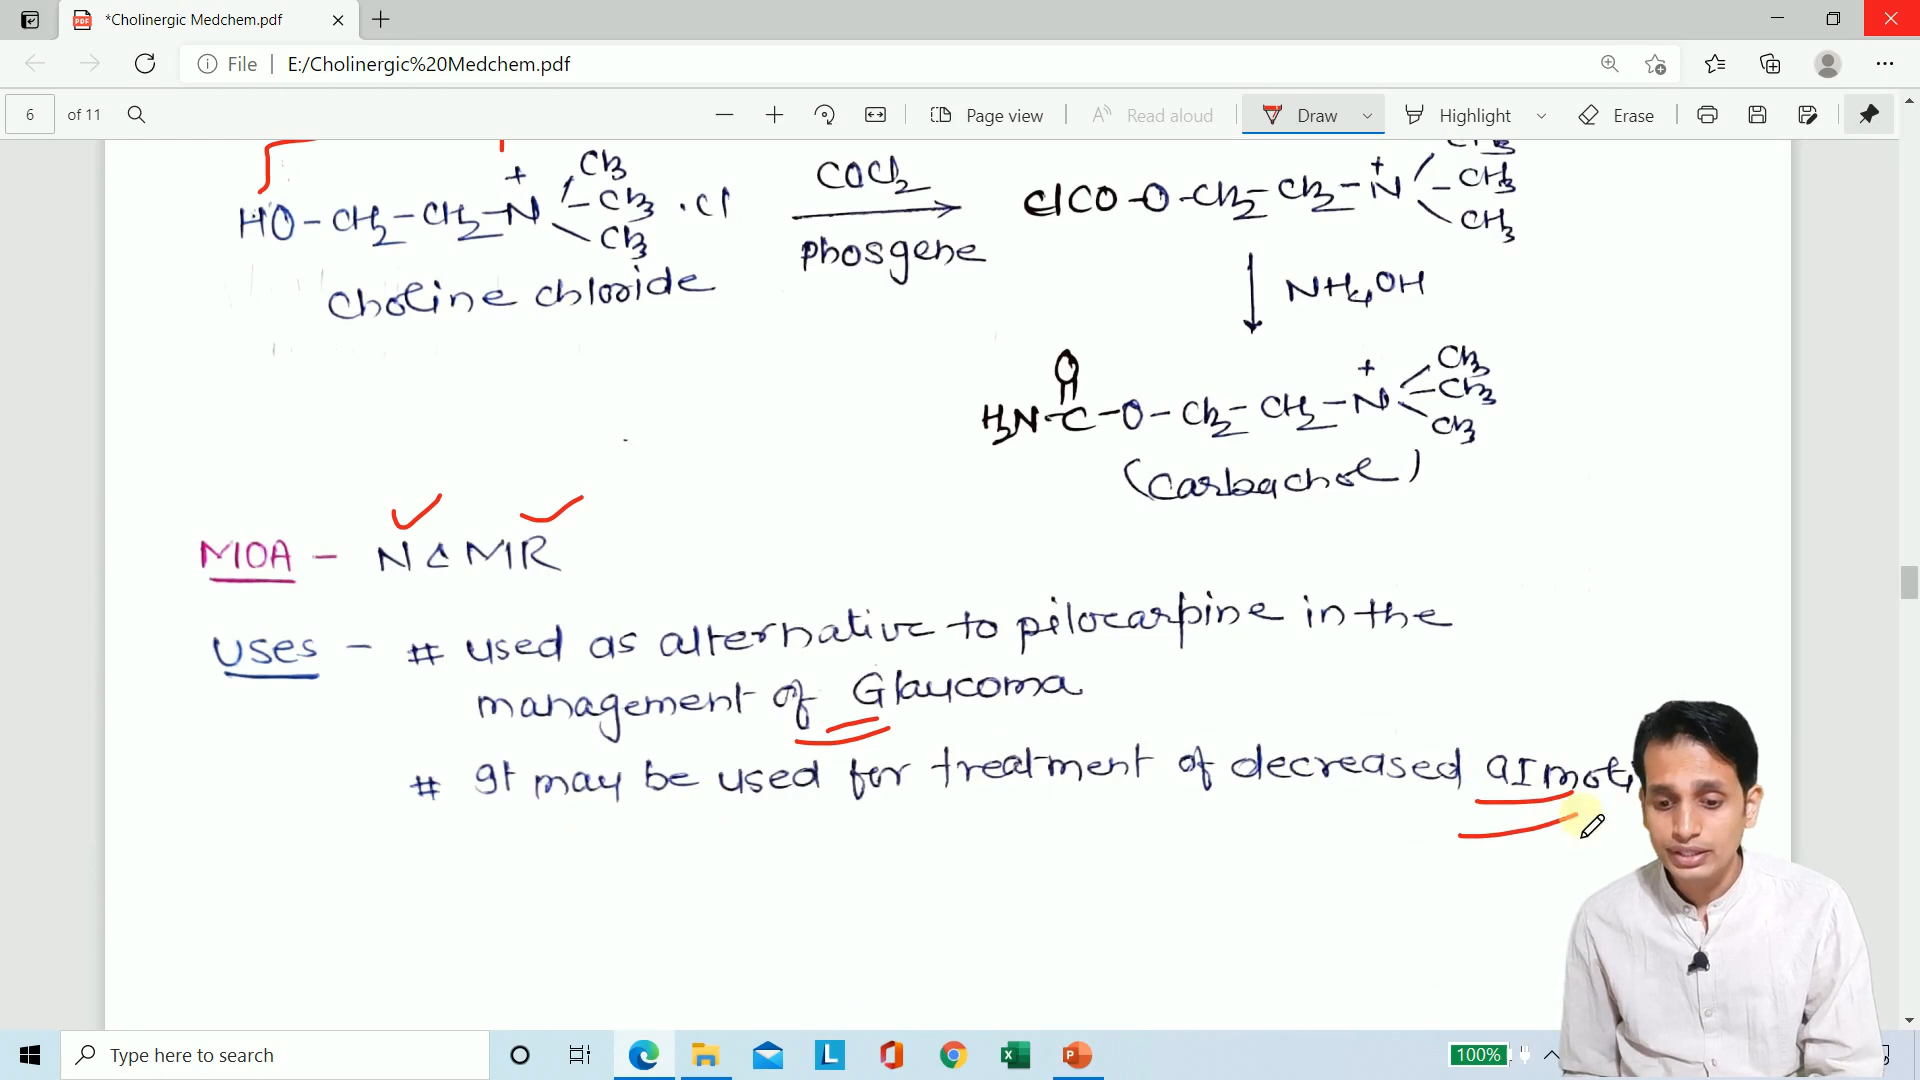 *Cholinergic Medchem.pdf
File
E:/Cholinergic%20Medchem.pdf
6 of 11
Page view
Read aloud
Draw
Highlight
Erase
HO-CH2-CH2-N+ CH3 CH3 CH3 .Cl
COCl2
phosgene
ClCO-O-CH2-CH2-N+ CH3 CH3 CH3
choline chloride
NH4OH
H2N-C-O-CH2-CH2-N+ CH3 CH3 CH3
O
(carbachol)
MOA - N & MR
Uses - # used as alternative to pilocarpine in the
management of Glaucoma
# It may be used for treatment of decreased GI
Type here to search
L
P
100%